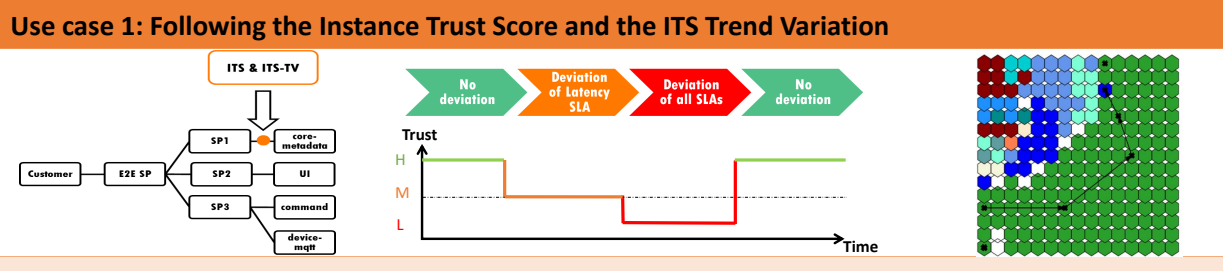 Use case 1: Following the Instance Trust Score and the ITS Trend Variation
ITS & ITS-TV
SP1
core-
metadata
Customer
E2E SP
SP2
UI
SP3
command
device-
mqtt
No
deviation
Deviation
of Latency
SLA
Deviation
of all SLAs
No
deviation
Trust
H
M
L
Time